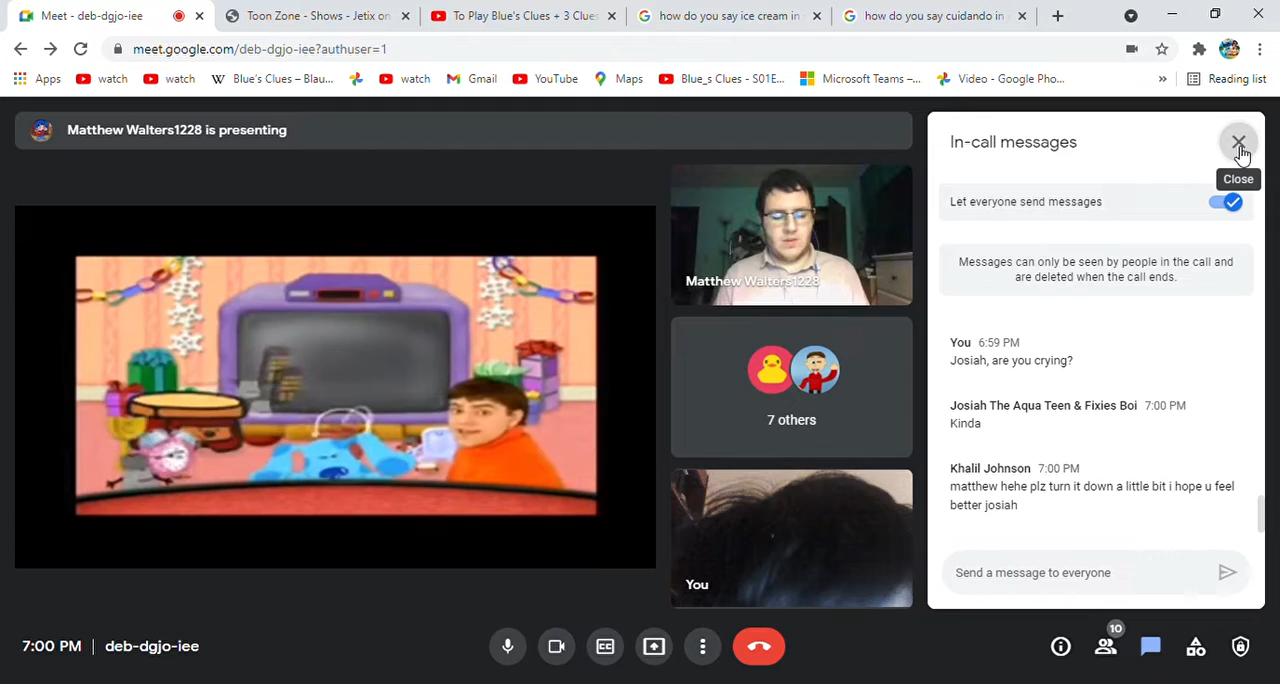 Meet - deb-dgjo-iee
Toon Zone - Shows - Jetix on
To Play Blue's Clues + 3 Clues
how do you say ice cream in
how do you say cuidando in
meet.google.com/deb-dgjo-iee?authuser=1
Apps
watch
watch
Blue's Clues – Blau...
watch
Gmail
YouTube
Maps
Blue_s Clues - S01E...
Microsoft Teams –...
Video - Google Pho...
»
Reading list
Matthew Walters1228 is presenting
In-call messages
Close
Let everyone send messages
Messages can only be seen by people in the call and
are deleted when the call ends.
Matthew Walters1228
You 6:59 PM
Josiah, are you crying?
Josiah The Aqua Teen & Fixies Boi 7:00 PM
Kinda
7 others
Khalil Johnson 7:00 PM
matthew hehe plz turn it down a little bit i hope u feel
better josiah
Send a message to everyone
You
7:00 PM | deb-dgjo-iee
CC
10